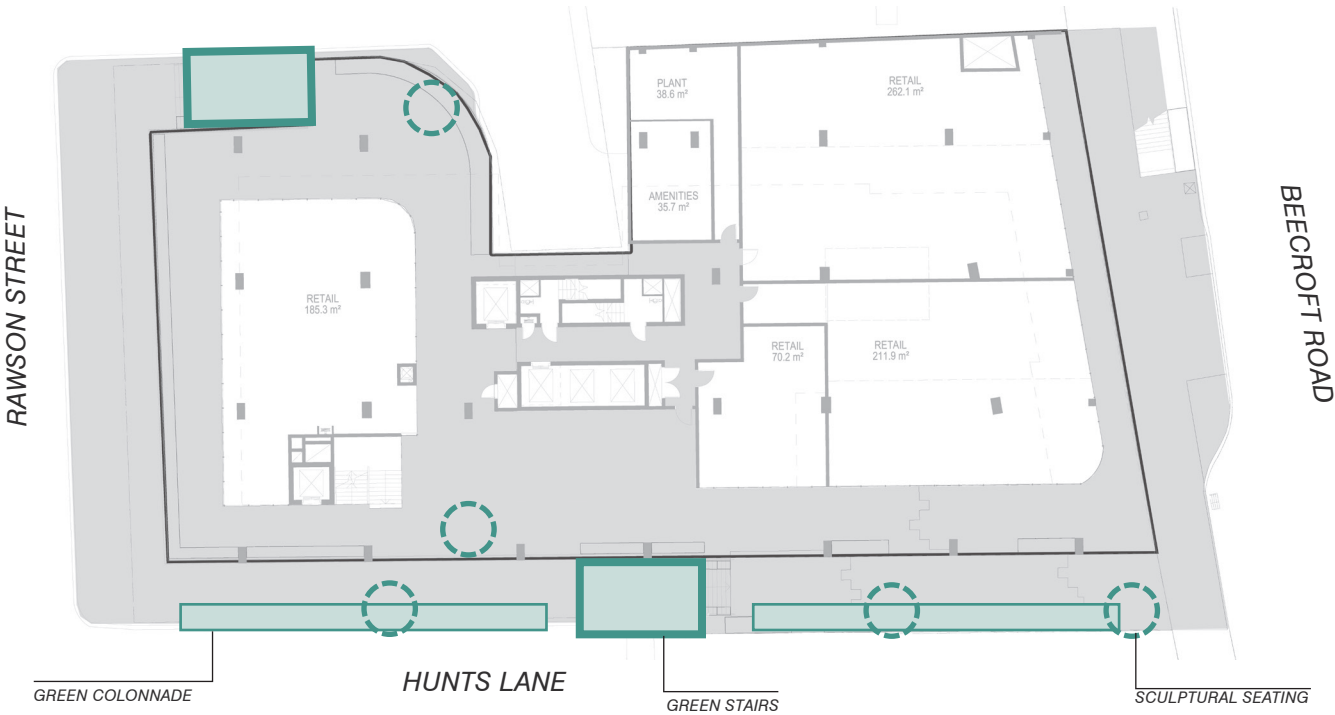 PLANT
38.6 m²
RETAIL
262.1 m²
AMENITIES
35.7 m²
RAWSON STREET
BEECROFT ROAD
RETAIL
185.3 m²
RETAIL
70.2 m²
RETAIL
211.9 m²
GREEN COLONNADE
HUNTS LANE
GREEN STAIRS
SCULPTURAL SEATING